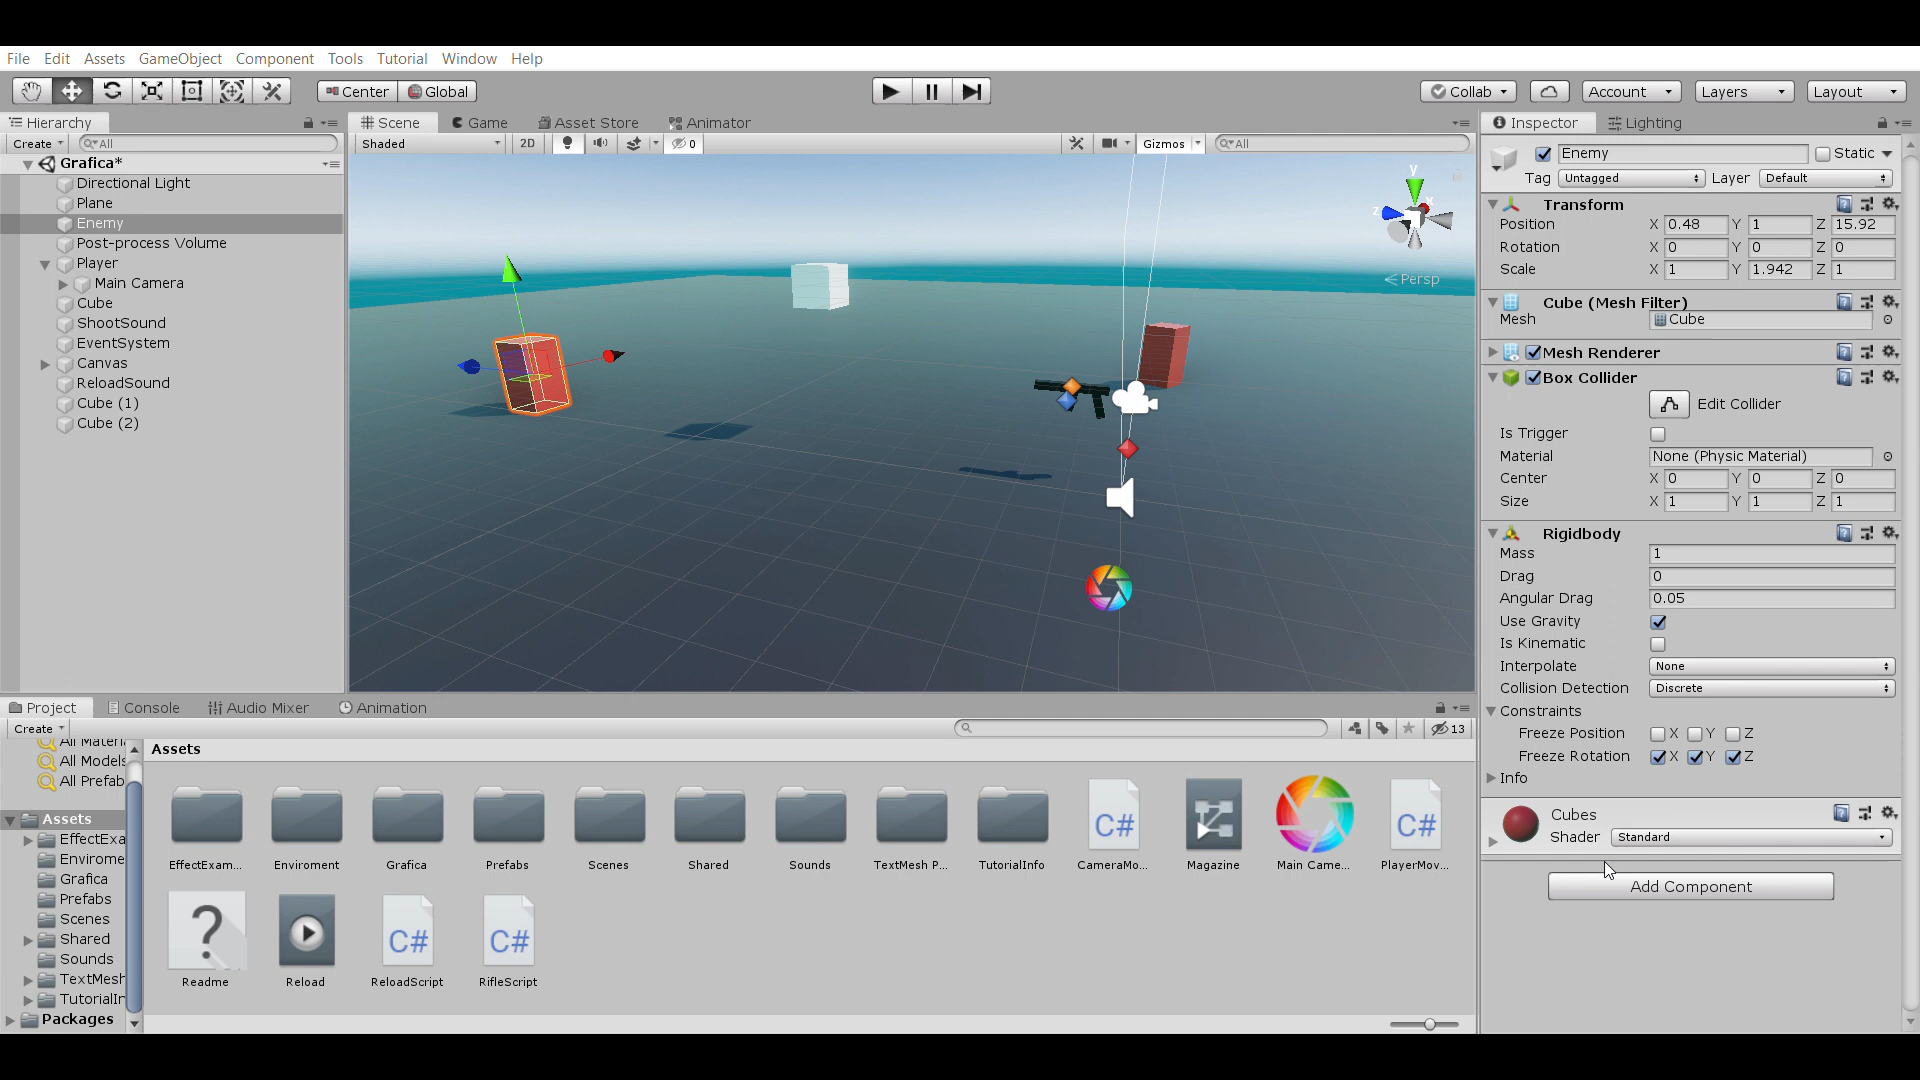 File Edit Assets GameObject Component Tools Tutorial Window Help
Center Global Collab Account Layers Layout
Hierarchy
Create All
Grafica*
Directional Light
Plane
Enemy
Post-process Volume
Player
Main Camera
Cube
ShootSound
EventSystem
Canvas
ReloadSound
Cube (1)
Cube (2)
Scene Game Asset Store Animator
Shaded 2D 0 Gizmos All
y
x
z
Persp
Inspector Lighting
Enemy Static
Tag Untagged Layer Default
Transform
Position X 0.48 Y 1 Z 15.92
Rotation X 0 Y 0 Z 0
Scale X 1 Y 1.942 Z 1
Cube (Mesh Filter)
Mesh Cube
Mesh Renderer
Box Collider
Edit Collider
Is Trigger
Material None (Physic Material)
Center X 0 Y 0 Z 0
Size X 1 Y 1 Z 1
Rigidbody
Mass 1
Drag 0
Angular Drag 0.05
Use Gravity
Is Kinematic
Interpolate None
Collision Detection Discrete
Constraints
Freeze Position X Y Z
Freeze Rotation X Y Z
Info
Cubes
Shader Standard
Add Component
Project Console Audio Mixer Animation
Create 13
All Materia
All Models
All Prefab
Assets
EffectExa
Envirome
Grafica
Prefabs
Scenes
Shared
Sounds
TextMesh
TutorialIn
Packages
Assets
EffectExam... Enviroment Grafica Prefabs Scenes Shared Sounds TextMesh P... TutorialInfo CameraMo... Magazine Main Came... PlayerMov...
C# C#
C# C#
Readme Reload ReloadScript RifleScript